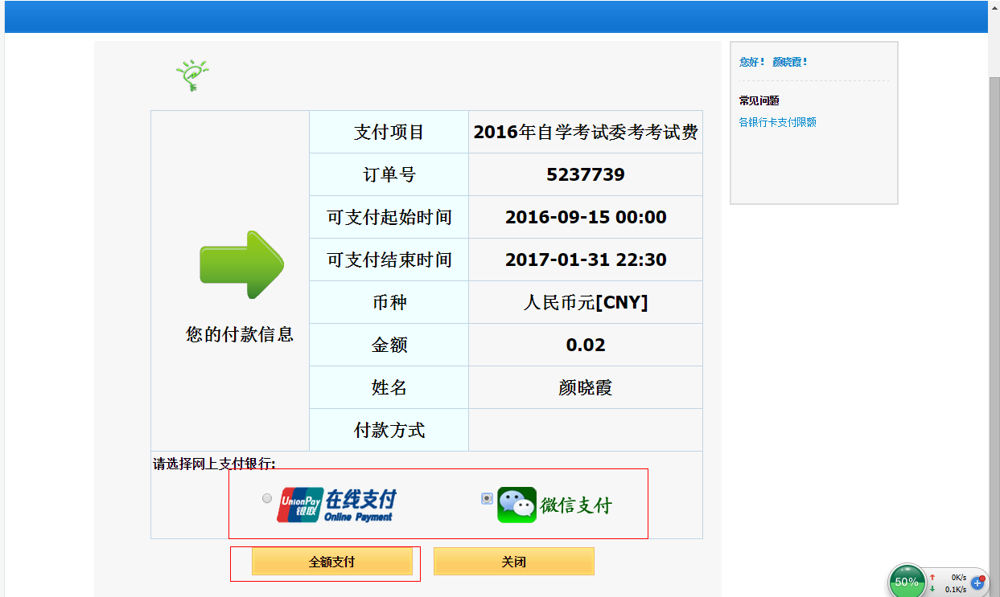 您好！ 颜晓霞！
常见问题
各银行卡支付限额
支付项目 2016年自学考试委考考试费
订单号 5237739
可支付起始时间 2016-09-15 00:00
可支付结束时间 2017-01-31 22:30
币种 人民币元[CNY]
您的付款信息
金额 0.02
姓名 颜晓霞
付款方式
请选择网上支付银行:
UnionPay 银联 在线支付 Online Payment
微信支付
全额支付 关闭
50% 0K/s
0.1K/s